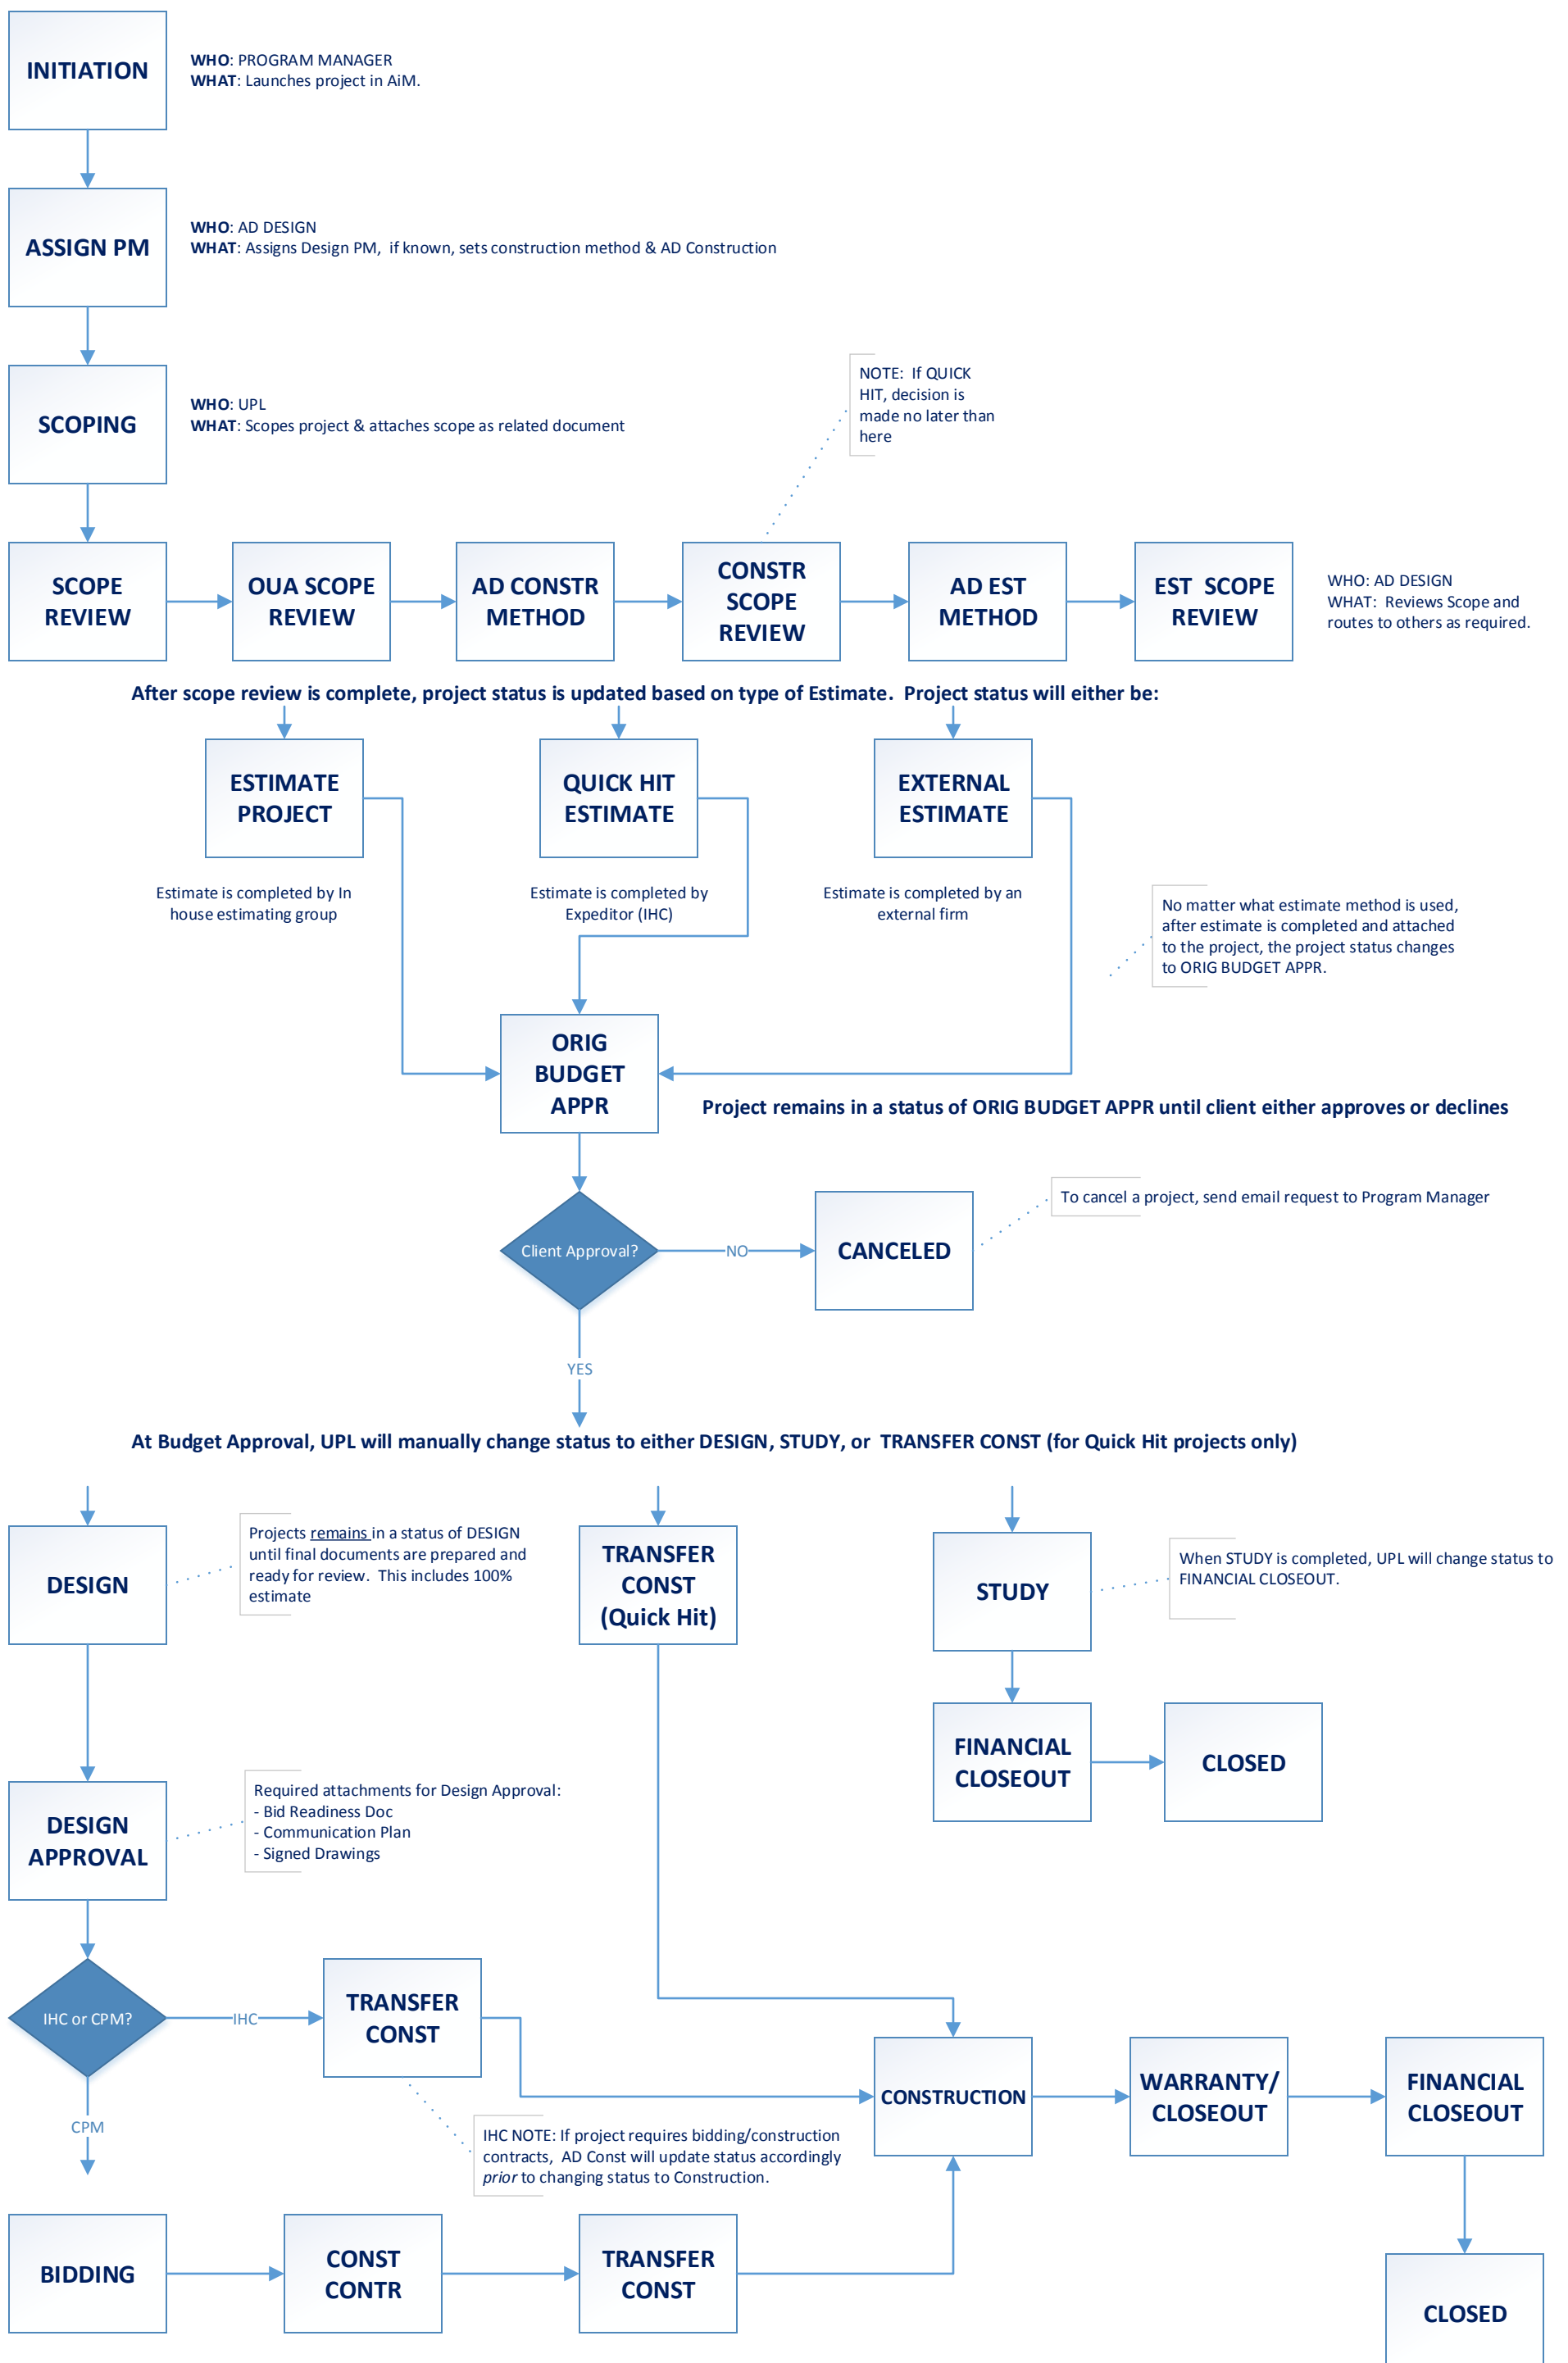 INITIATION
WHO: PROGRAM MANAGER
WHAT: Launches project in AiM.
ASSIGN PM
WHO: AD DESIGN
WHAT: Assigns Design PM,  if known, sets construction method & AD Construction
SCOPING
WHO: UPL
WHAT: Scopes project & attaches scope as related document
NOTE:  If QUICK
HIT, decision is
made no later than
here
SCOPE
REVIEW
OUA SCOPE
REVIEW
AD CONSTR
METHOD
CONSTR
SCOPE
REVIEW
AD EST
METHOD
EST  SCOPE
REVIEW
WHO: AD DESIGN
WHAT:  Reviews Scope and
routes to others as required.
After scope review is complete, project status is updated based on type of Estimate.  Project status will either be:
ESTIMATE
PROJECT
QUICK HIT
ESTIMATE
EXTERNAL
ESTIMATE
Estimate is completed by In
house estimating group
Estimate is completed by
Expeditor (IHC)
Estimate is completed by an
external firm
No matter what estimate method is used,
after estimate is completed and attached
to the project, the project status changes
to ORIG BUDGET APPR.
ORIG
BUDGET
APPR
Project remains in a status of ORIG BUDGET APPR until client either approves or declines
Client Approval?
NO
CANCELED
To cancel a project, send email request to Program Manager
YES
At Budget Approval, UPL will manually change status to either DESIGN, STUDY, or  TRANSFER CONST (for Quick Hit projects only)
DESIGN
Projects remains in a status of DESIGN
until final documents are prepared and
ready for review.  This includes 100%
estimate
TRANSFER
CONST
(Quick Hit)
STUDY
When STUDY is completed, UPL will change status to
FINANCIAL CLOSEOUT.
FINANCIAL
CLOSEOUT
CLOSED
DESIGN
APPROVAL
Required attachments for Design Approval:
- Bid Readiness Doc
- Communication Plan
- Signed Drawings
IHC or CPM?
IHC
TRANSFER
CONST
CPM
IHC NOTE: If project requires bidding/construction
contracts,  AD Const will update status accordingly
prior to changing status to Construction.
CONSTRUCTION
WARRANTY/
CLOSEOUT
FINANCIAL
CLOSEOUT
BIDDING
CONST
CONTR
TRANSFER
CONST
CLOSED